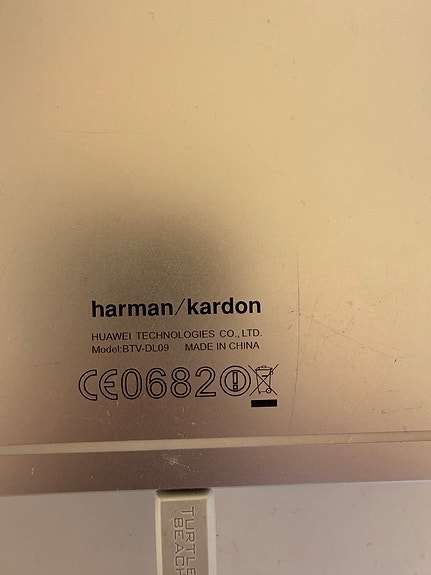 harman/kardon
HUAWEI TECHNOLOGIES CO., LTD.
Model:BTV-DL09 MADE IN CHINA
CE0682
TURTLE
BEACH